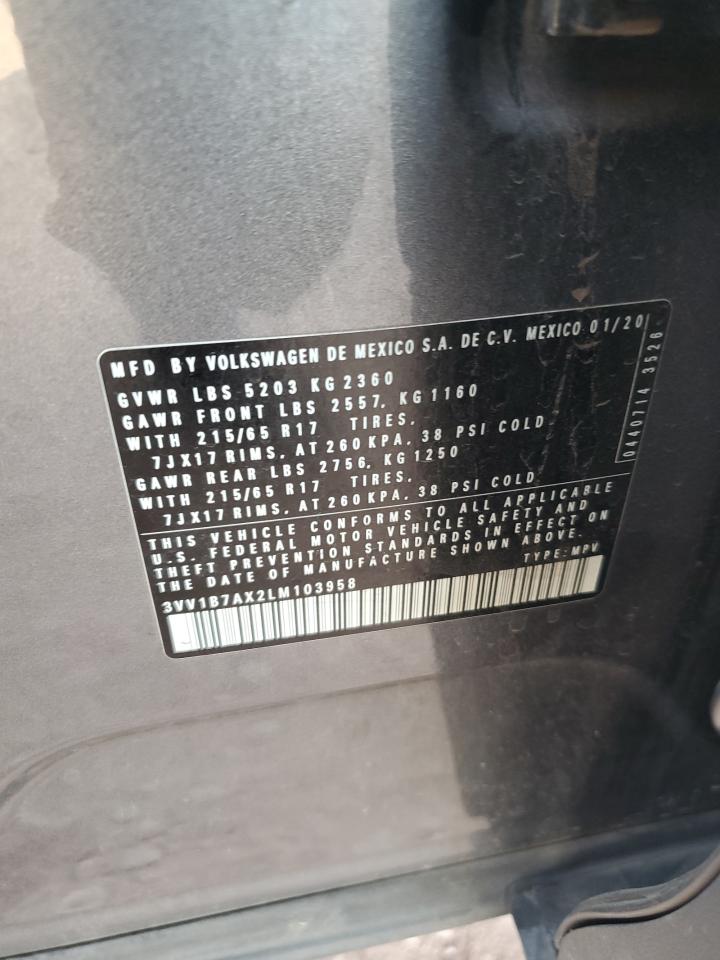 MFD BY VOLKSWAGEN DE MEXICO S.A. DE C.V. MEXICO 01/20
GVWR LBS 5203 KG 2360
GAWR FRONT LBS 2557, KG 1160
WITH 215/65 R17 TIRES,
7JX17 RIMS, AT 260 KPA, 38 PSI COLD
GAWR REAR LBS 2756, KG 1250
WITH 215/65 R17 TIRES,
7JX17 RIMS, AT 260 KPA, 38 PSI COLD
THIS VEHICLE CONFORMS TO ALL APPLICABLE
U.S. FEDERAL MOTOR VEHICLE SAFETY AND
THEFT PREVENTION STANDARDS IN EFFECT ON
THE DATE OF MANUFACTURE SHOWN ABOVE.
TYPE: MPV
3VV1B7AX2LM103958
0440714 3526